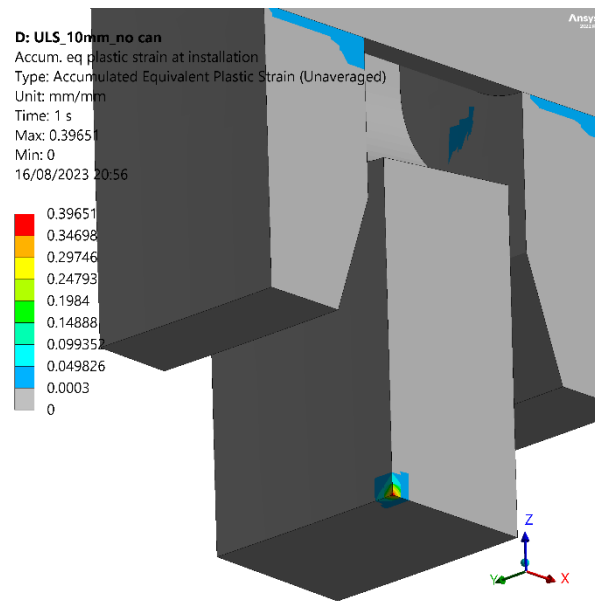 Ansys
D: ULS_10mm_no can
Accum. eq plastic strain at installation
Type: Accumulated Equivalent Plastic Strain (Unaveraged)
Unit: mm/mm
Time: 1 s
Max: 0.39651
Min: 0
16/08/2023 20:56
0.39651
0.34698
0.29746
0.24793
0.1984
0.14888
0.099352
0.049826
0.0003
0
Z
Y
X